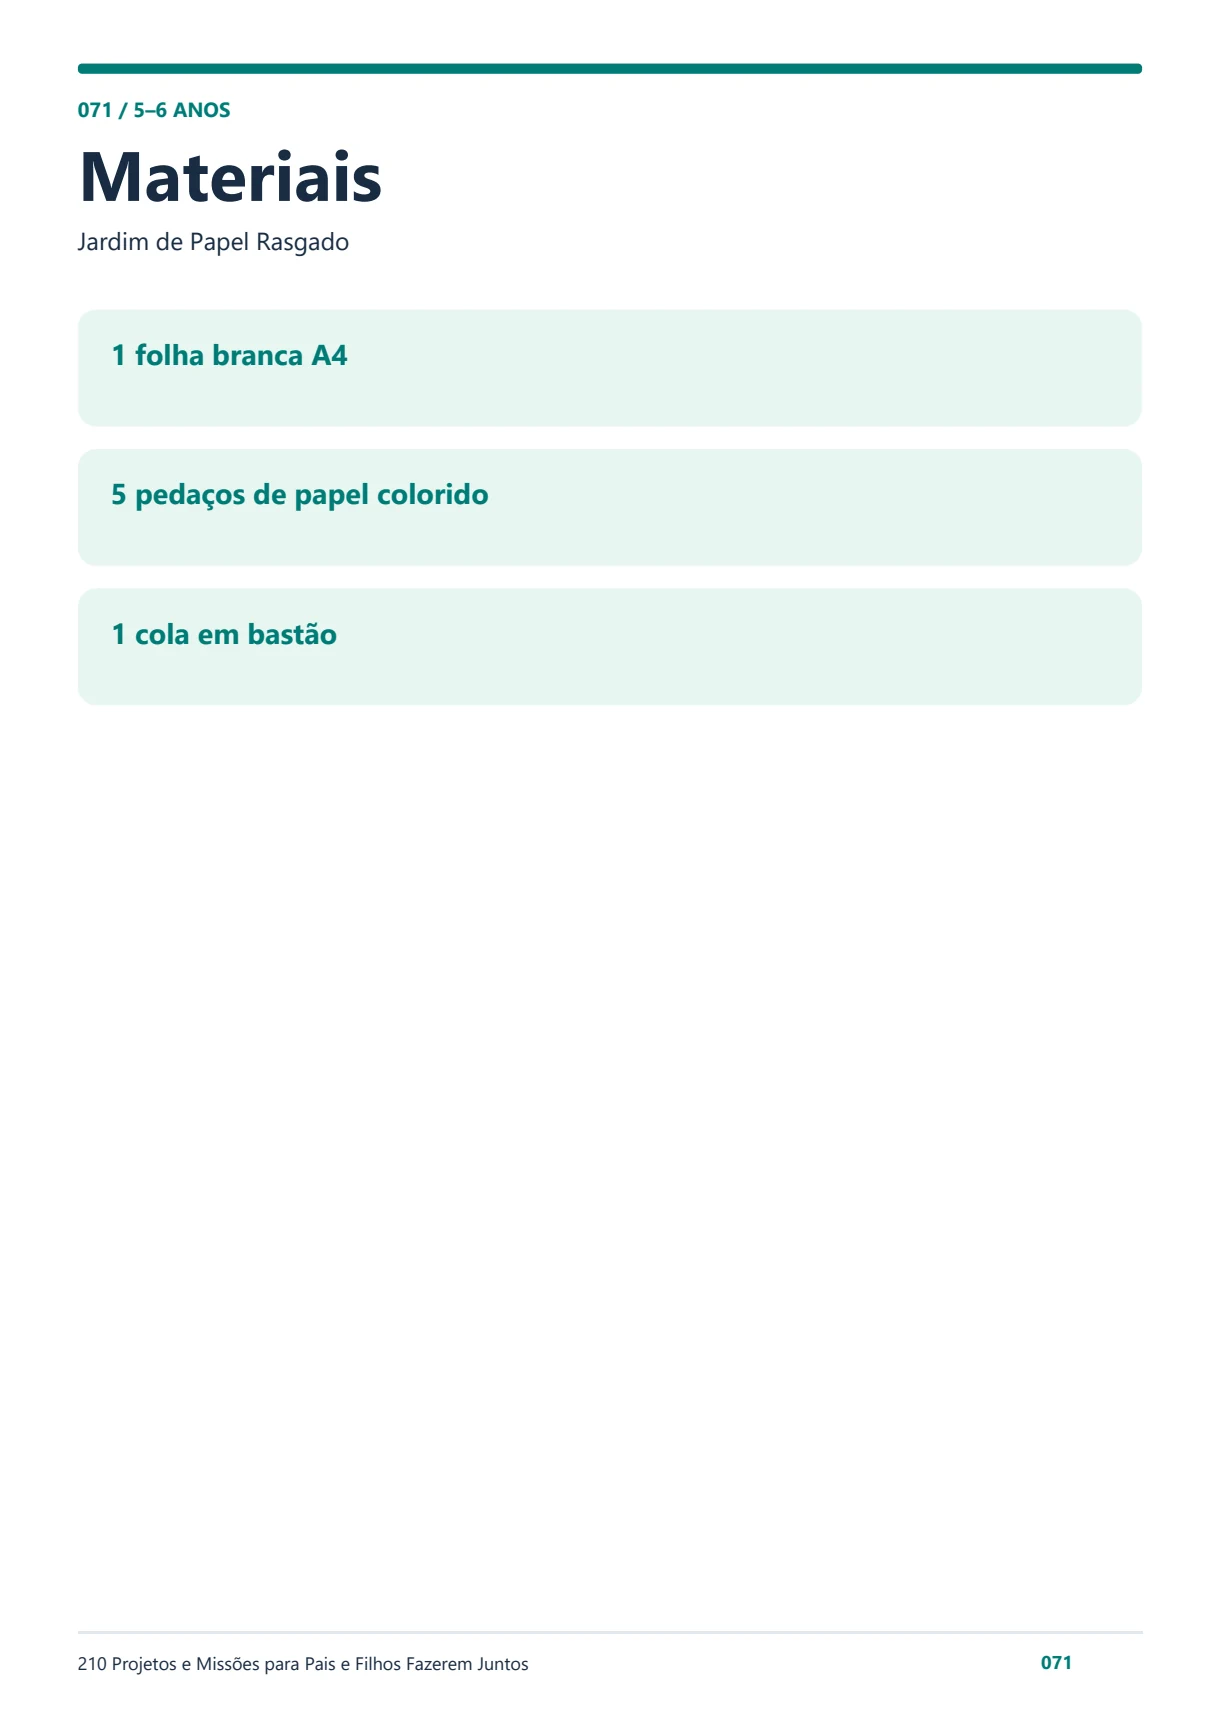 071 / 5–6 ANOS
Materiais
Jardim de Papel Rasgado
1 folha branca A4
5 pedaços de papel colorido
1 cola em bastão
210 Projetos e Missões para Pais e Filhos Fazerem Juntos
071